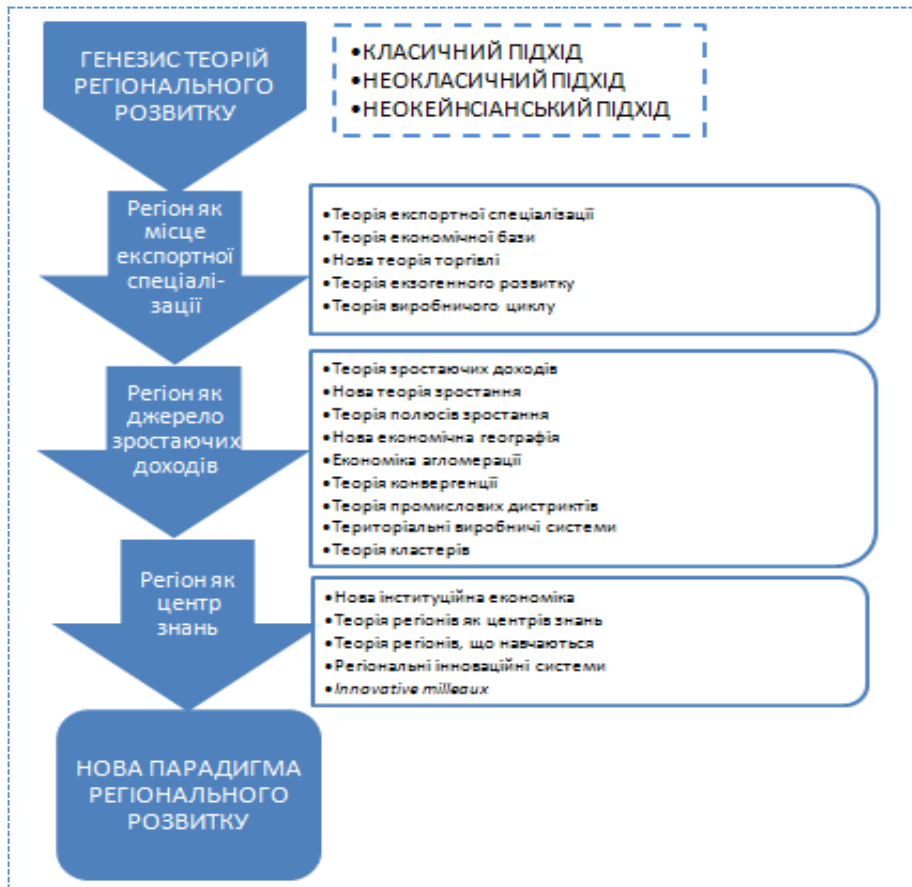 ГЕНЕЗИС ТЕОРІЙ
РЕГІОНАЛЬНОГО
РОЗВИТКУ
•КЛАСИЧНИЙ ПІДХІД
•НЕОКЛАСИЧНИЙ ПІДХІД
•НЕОКЕЙНСІАНСЬКИЙ ПІДХІД
Регіон як
місце
експортної
спеціалі-
зації
•Теорія експортної спеціалізації
•Теорія економічної бази
•Нова теорія торгівлі
•Теорія екзогенного розвитку
•Теорія виробничого циклу
Регіон як
джерело
зростаючих
доходів
•Теорія зростаючих доходів
•Нова теорія зростання
•Теорія полюсів зростання
•Нова економічна географія
•Економіка агломерації
•Теорія конвергенції
•Теорія промислових дистриктів
•Територіальні виробничі системи
•Теорія кластерів
Регіон як
центр
знань
•Нова інституційна економіка
•Теорія регіонів як центрів знань
•Теорія регіонів, що навчаються
•Регіональні інноваційні системи
•Innovative milleaux
НОВА ПАРАДИГМА
РЕГІОНАЛЬНОГО
РОЗВИТКУ